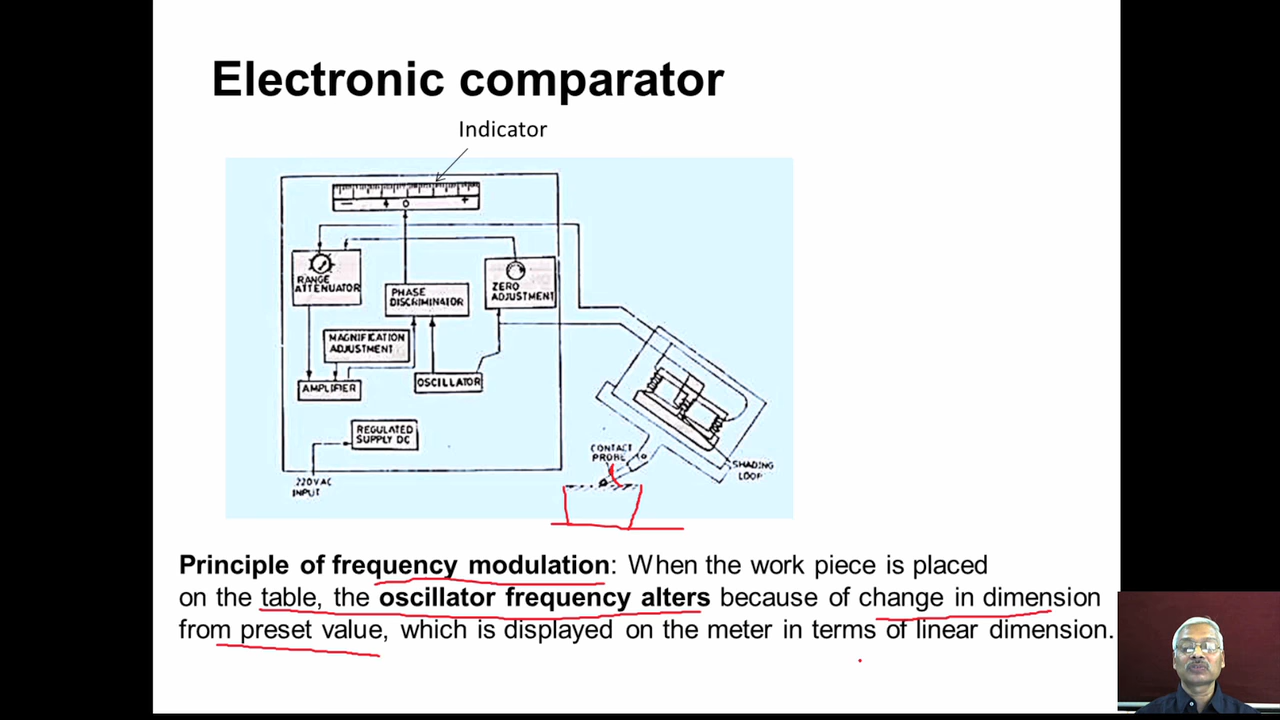 Electronic comparator
Indicator
− 0 +
RANGE
ATTENUATOR
PHASE
DISCRIMINATOR
ZERO
ADJUSTMENT
MAGNIFICATION
ADJUSTMENT
AMPLIFIER
OSCILLATOR
REGULATED
SUPPLY DC
220VAC
INPUT
CONTACT
PROBE
SHADING
LOOP
Principle of frequency modulation: When the work piece is placed
on the table, the oscillator frequency alters because of change in dimension
from preset value, which is displayed on the meter in terms of linear dimension.